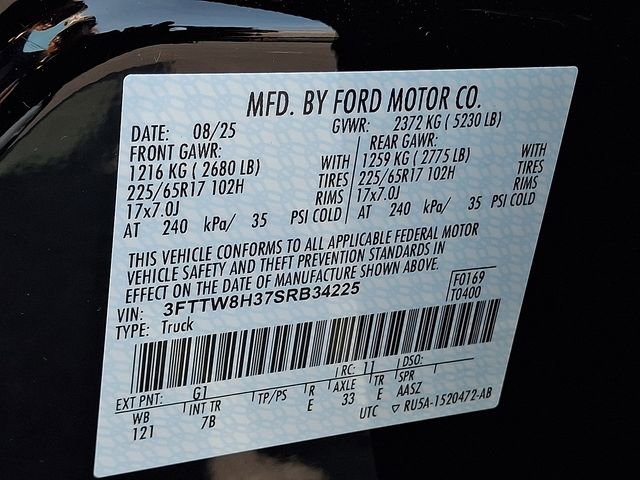 MFD. BY FORD MOTOR CO.
DATE: 08/25 GVWR: 2372 KG ( 5230 LB)
FRONT GAWR: REAR GAWR:
1216 KG ( 2680 LB) WITH 1259 KG ( 2775 LB) WITH
225/65R17 102H TIRES 225/65R17 102H TIRES
17x7.0J RIMS 17x7.0J RIMS
AT 240 kPa/ 35 PSI COLD AT 240 kPa/ 35 PSI COLD
THIS VEHICLE CONFORMS TO ALL APPLICABLE FEDERAL MOTOR
VEHICLE SAFETY AND THEFT PREVENTION STANDARDS IN
EFFECT ON THE DATE OF MANUFACTURE SHOWN ABOVE.
VIN: 3FTTW8H37SRB34225 F0169
TYPE: Truck T0400
EXT PNT: G1 RC: 11 DSO:
WB INT TR TP/PS R AXLE TR SPR
121 7B E 33 E AASZ
UTC ▽ RU5A-1520472-AB